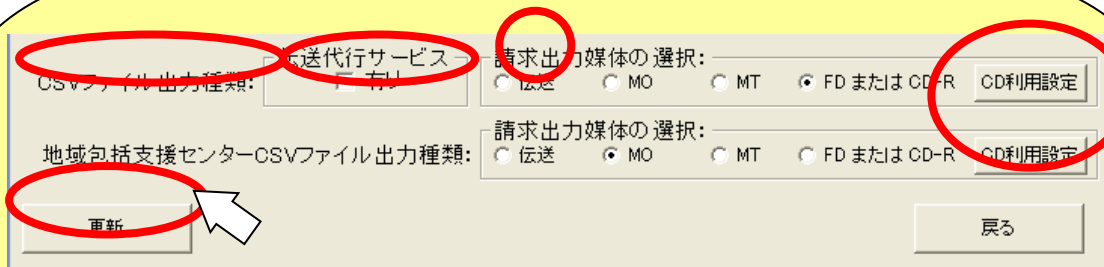 伝送代行サービス 請求出力媒体の選択:
CSVファイル出力種類: 有り 伝送 MO MT FD または CD-R CD利用設定
請求出力媒体の選択:
地域包括支援センターCSVファイル出力種類: 伝送 MO MT FD または CD-R CD利用設定
更新 戻る